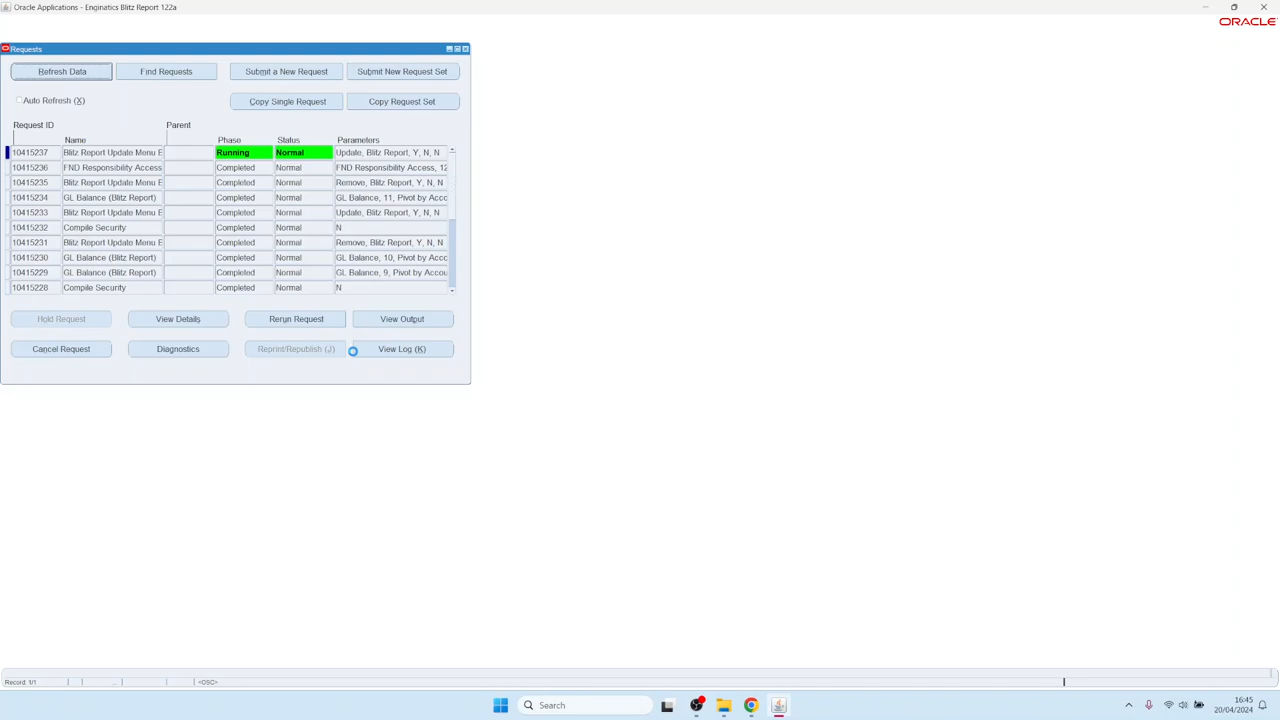 Oracle Applications - Enginatics Blitz Report 122a
ORACLE
Requests
Refresh Data Find Requests Submit a New Request Submit New Request Set
Auto Refresh (X) Copy Single Request Copy Request Set
Request ID Parent
Name Phase Status Parameters
10415237 Blitz Report Update Menu E Running Normal Update, Blitz Report, Y, N, N
10415236 FND Responsibility Access Completed Normal FND Responsibility Access, 12
10415235 Blitz Report Update Menu E Completed Normal Remove, Blitz Report, Y, N, N
10415234 GL Balance (Blitz Report) Completed Normal GL Balance, 11, Pivot by Acco
10415233 Blitz Report Update Menu E Completed Normal Update, Blitz Report, Y, N, N
10415232 Compile Security Completed Normal N
10415231 Blitz Report Update Menu E Completed Normal Remove, Blitz Report, Y, N, N
10415230 GL Balance (Blitz Report) Completed Normal GL Balance, 10, Pivot by Acco
10415229 GL Balance (Blitz Report) Completed Normal GL Balance, 9, Pivot by Accou
10415228 Compile Security Completed Normal N
Hold Request View Details Rerun Request View Output
Cancel Request Diagnostics Reprint/Republish (J) View Log (K)
Record: 1/1 ... <OSC>
Search
16:45
20/04/2024